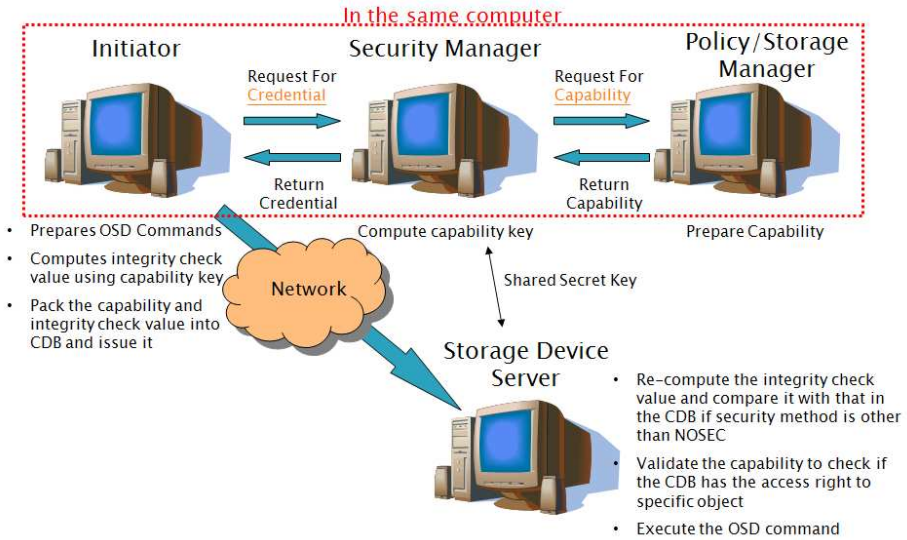 In the same computer
Initiator
Security Manager
Policy/Storage
Manager
Request For
Credential
Request For
Capability
Return
Credential
Return
Capability
• Prepares OSD Commands
• Computes integrity check
value using capability key
• Pack the capability and
integrity check value into
CDB and issue it
Compute capability key
Prepare Capability
Network
Shared Secret Key
Storage Device
Server
• Re-compute the integrity check
value and compare it with that in
the CDB if security method is other
than NOSEC
• Validate the capability to check if
the CDB has the access right to
specific object
• Execute the OSD command